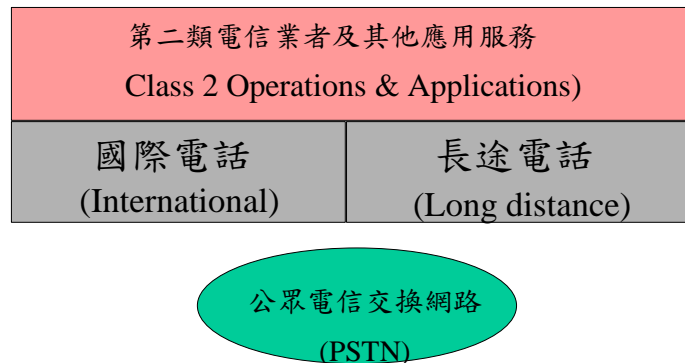 第二類電信業者及其他應用服務
Class 2 Operations & Applications)
國際電話
(International)
長途電話
(Long distance)
公眾電信交換網路
(PSTN)